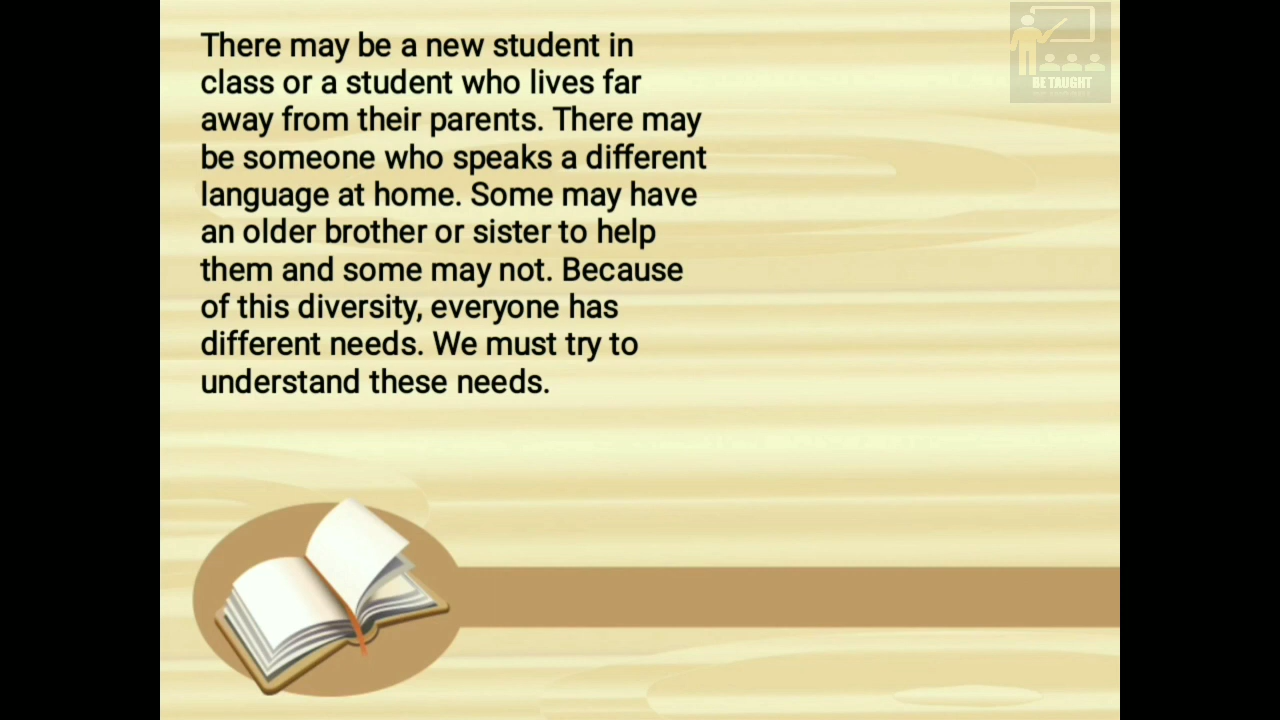 There may be a new student in
class or a student who lives far
away from their parents. There may
be someone who speaks a different
language at home. Some may have
an older brother or sister to help
them and some may not. Because
of this diversity, everyone has
different needs. We must try to
understand these needs.
BE TAUGHT